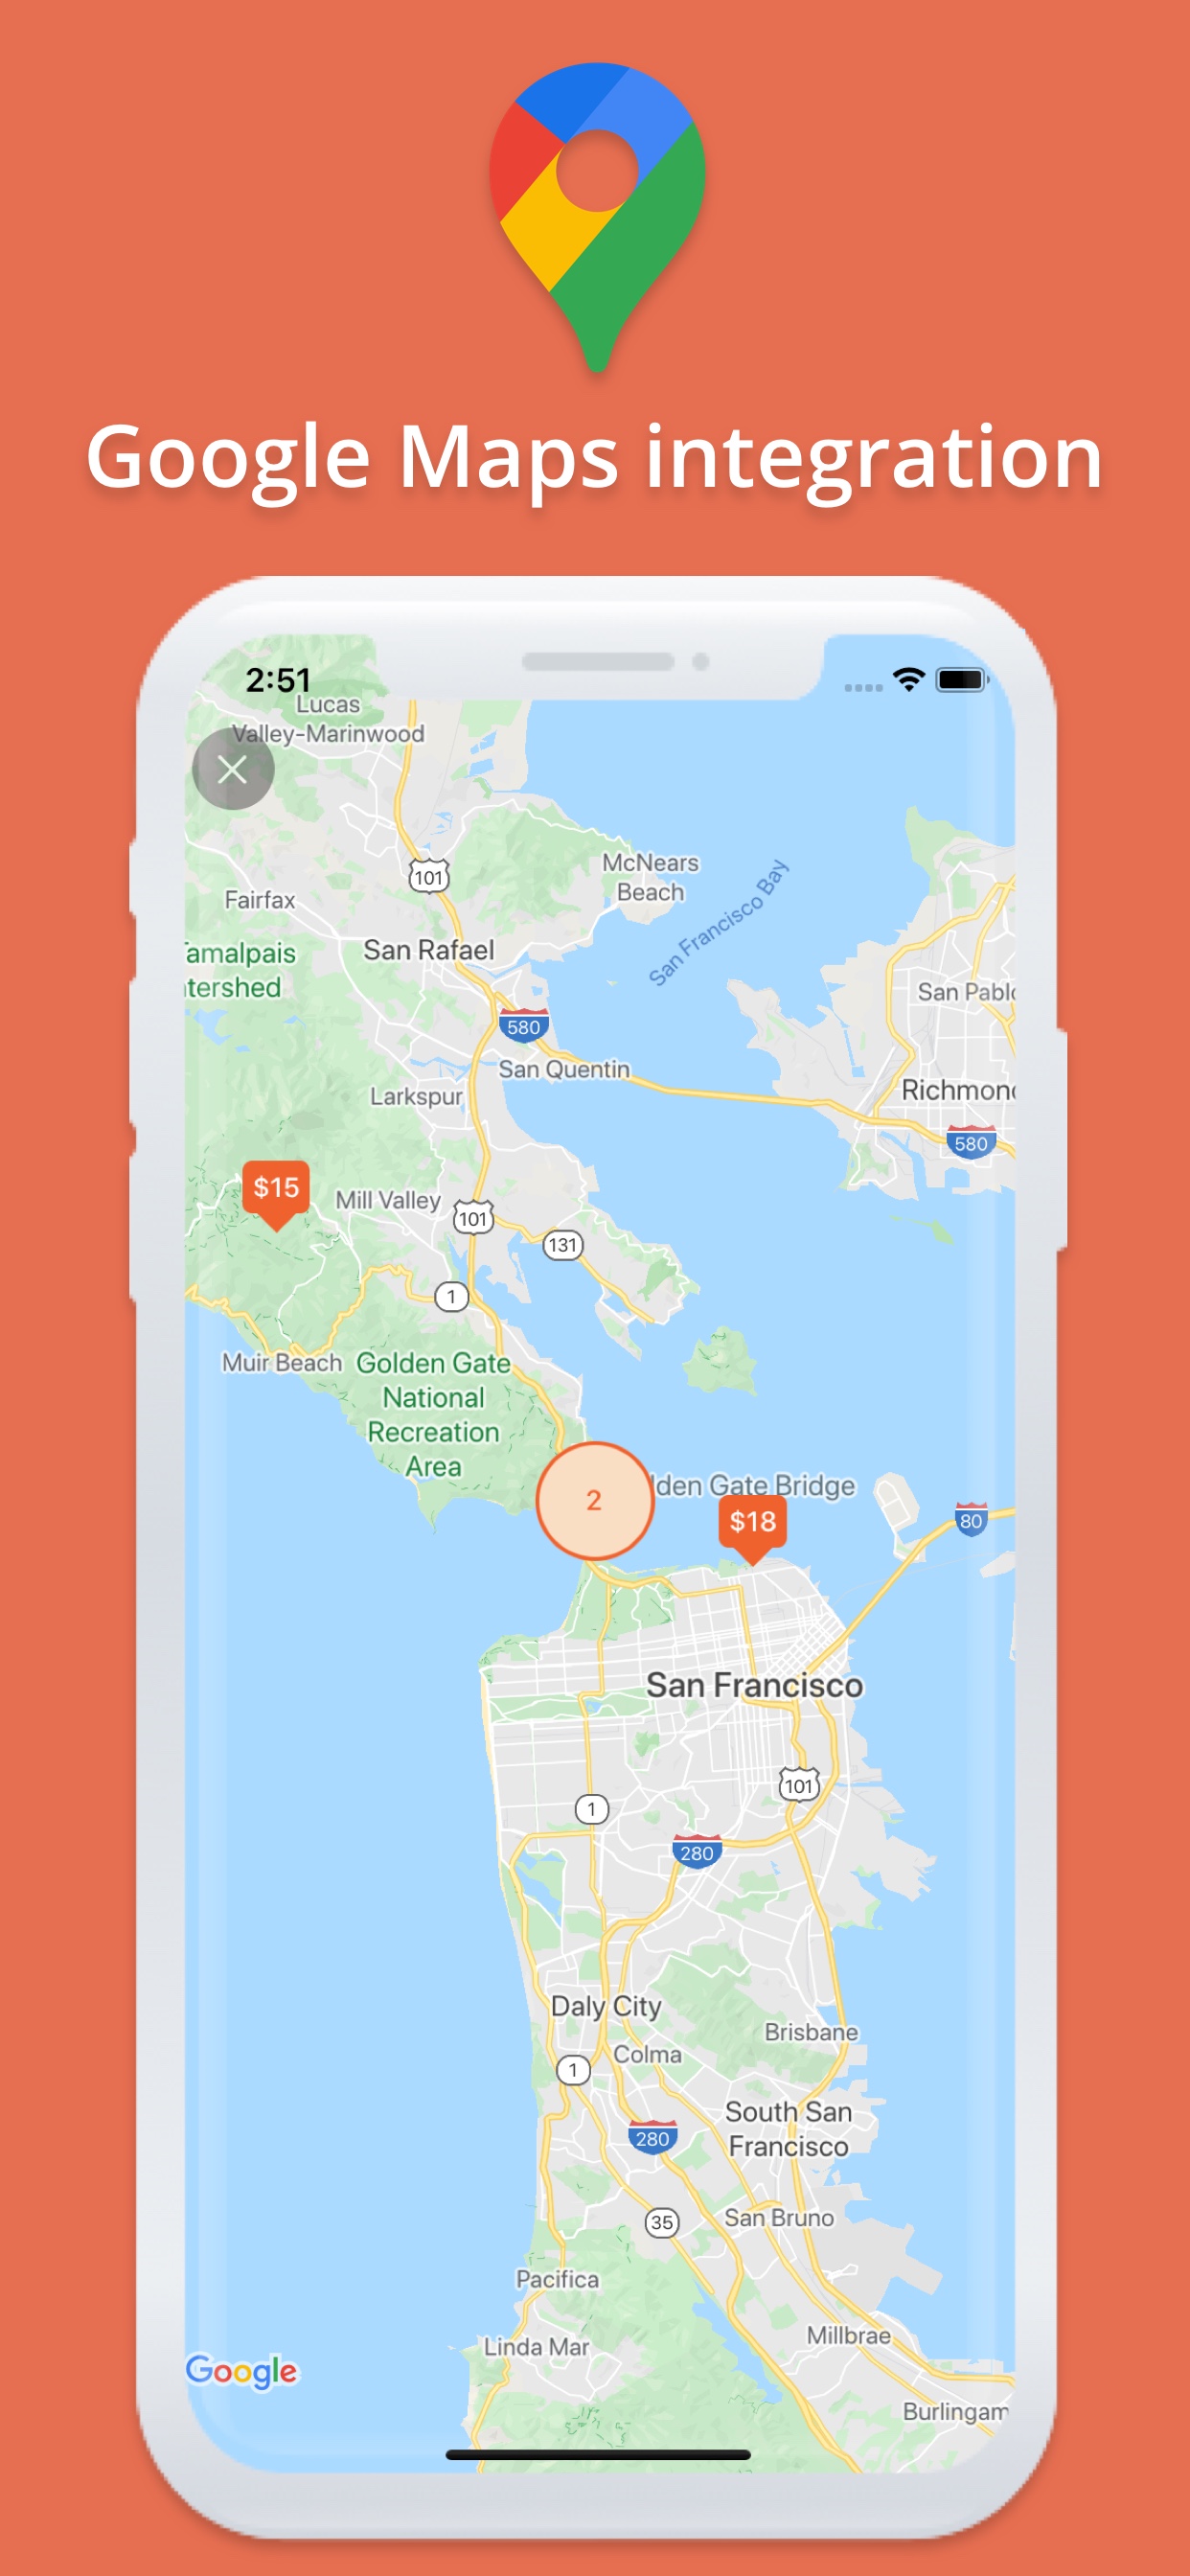 Google Maps integration
2:51
Lucas
Valley-Marinwood
101
McNears
Beach
San Francisco Bay
Fairfax
San Rafael
amalpais
tershed
San Pablo
580
San Quentin
Richmond
Larkspur
580
$15
Mill Valley
101
131
1
Muir Beach
Golden Gate
National
Recreation
Area
2
lden Gate Bridge
$18
80
San Francisco
101
1
280
Daly City
Brisbane
Colma
1
South San
Francisco
280
San Bruno
35
Pacifica
Millbrae
Linda Mar
Google
Burlingam